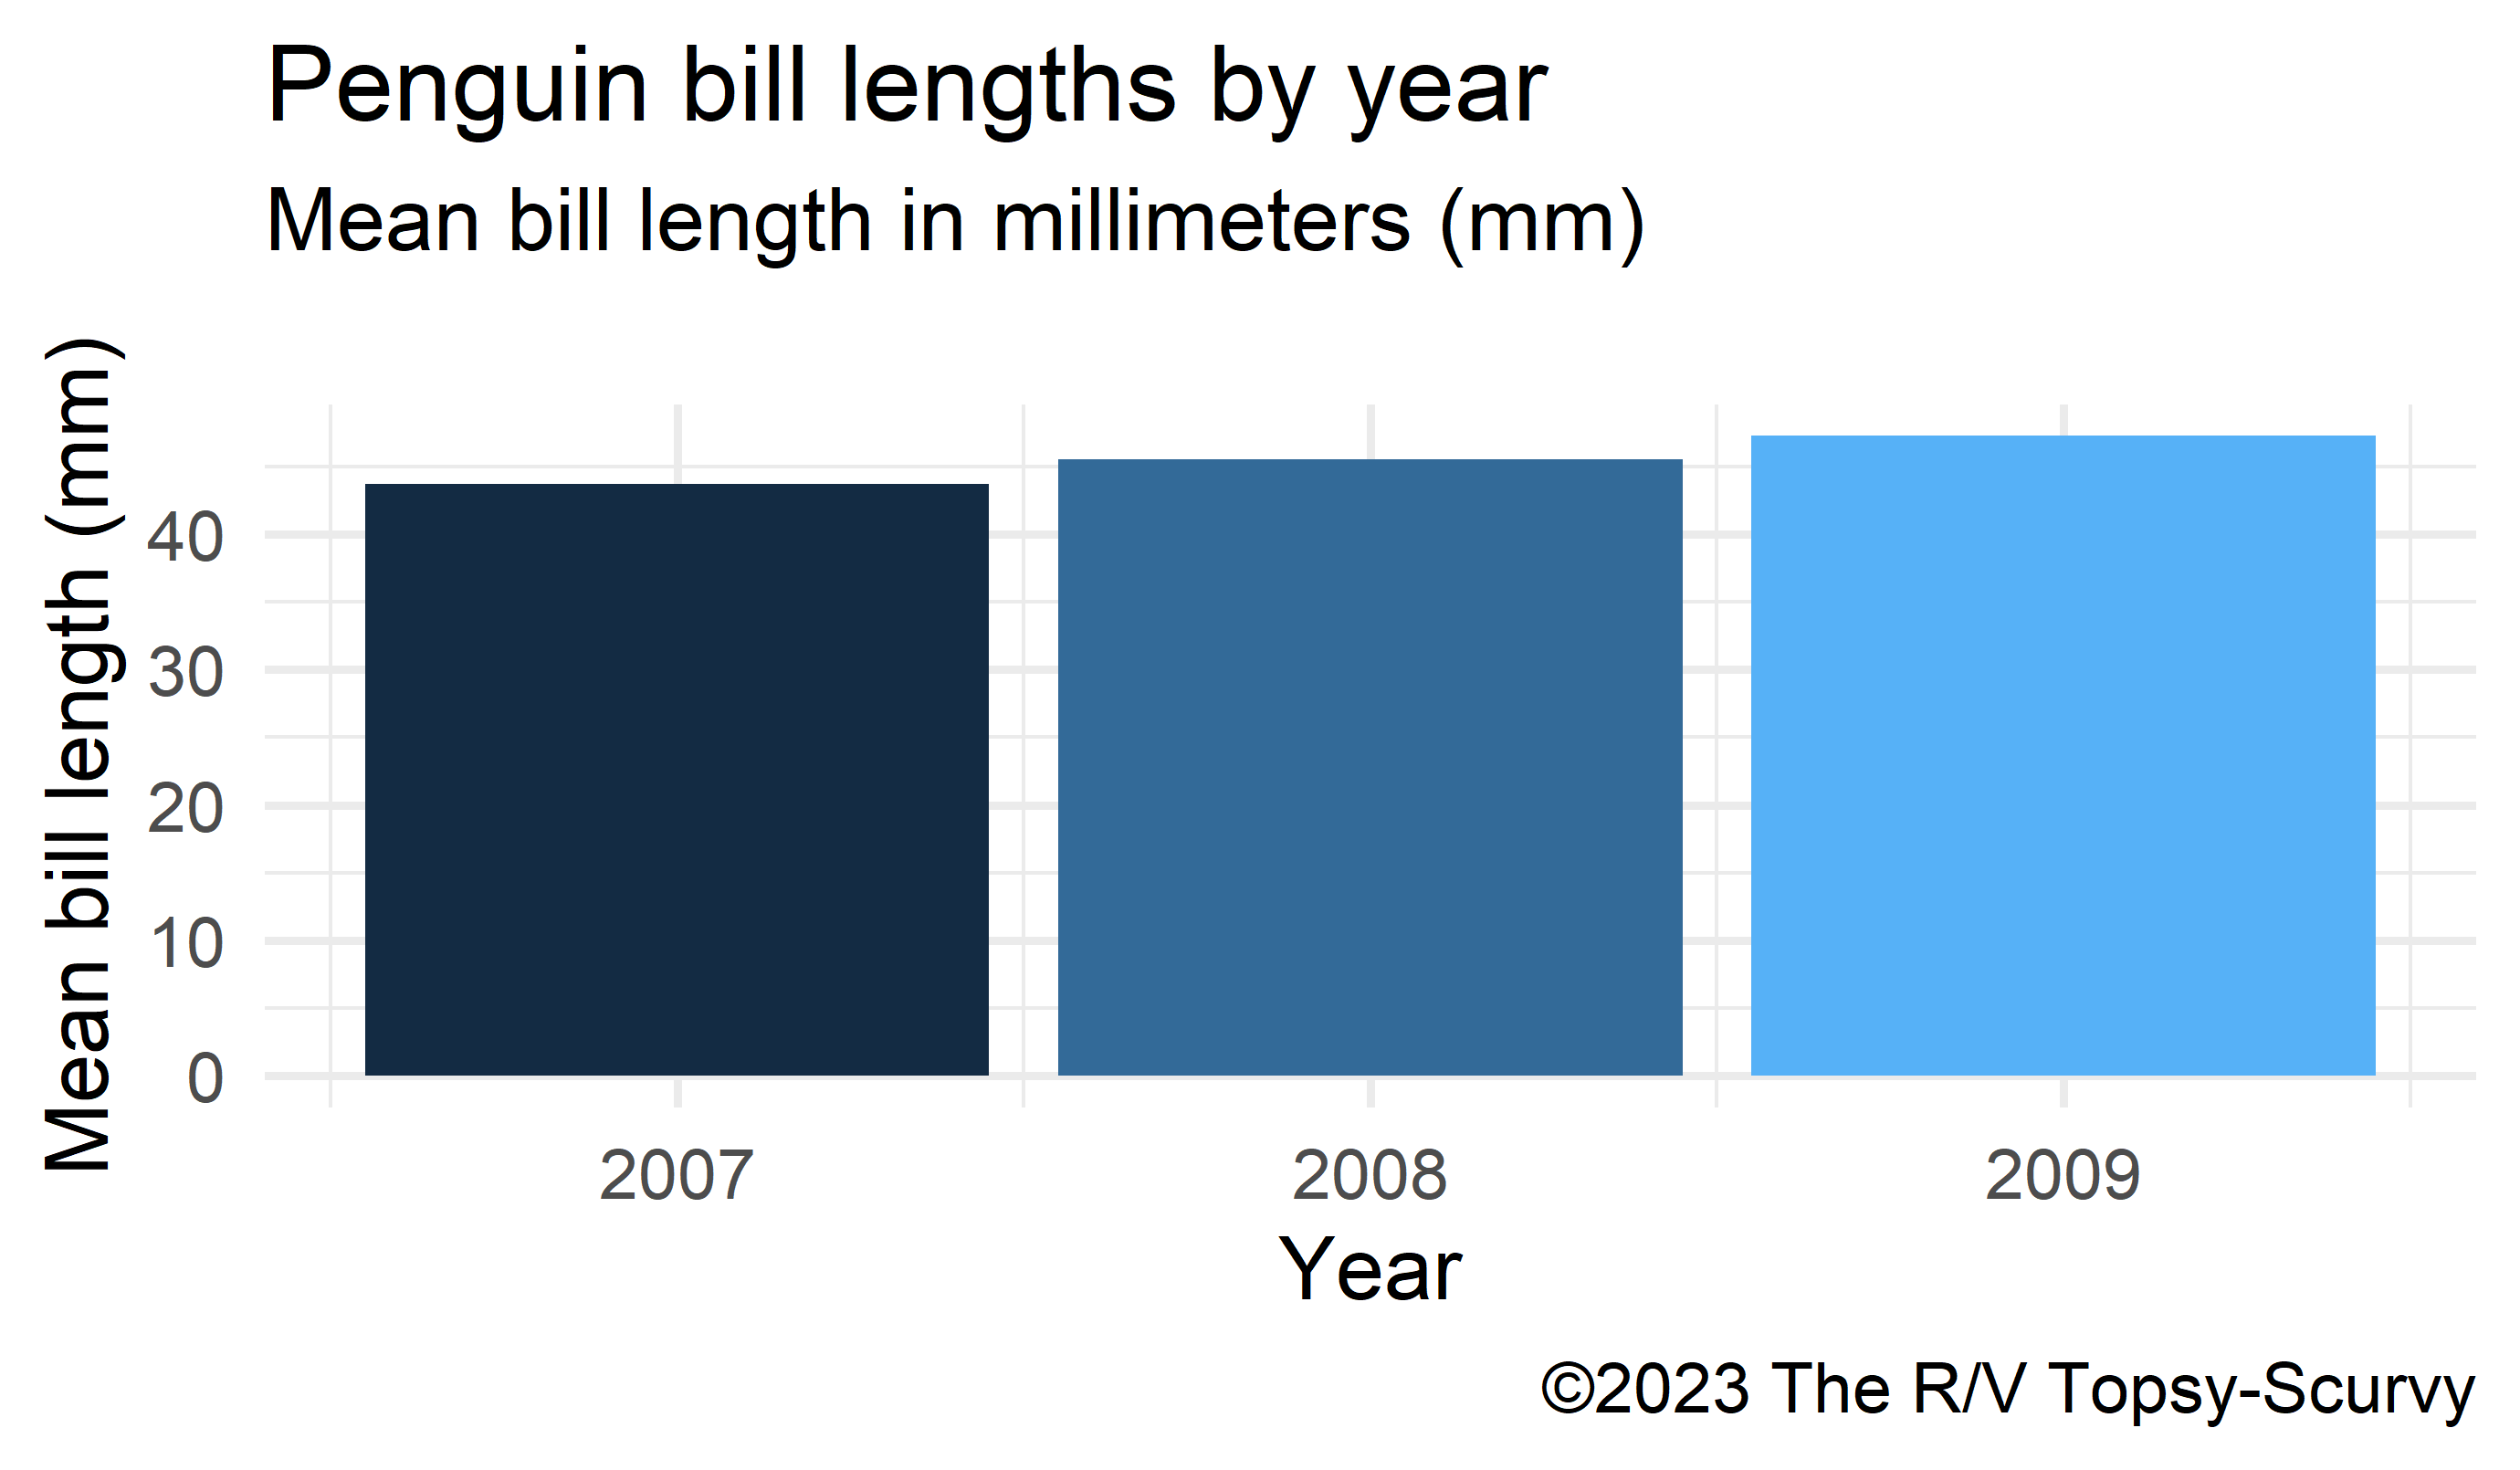 Penguin bill lengths by year
Mean bill length in millimeters (mm)
Mean bill length (mm)
40
30
20
10
0
2007 2008 2009
Year
©2023 The R/V Topsy-Scurvy